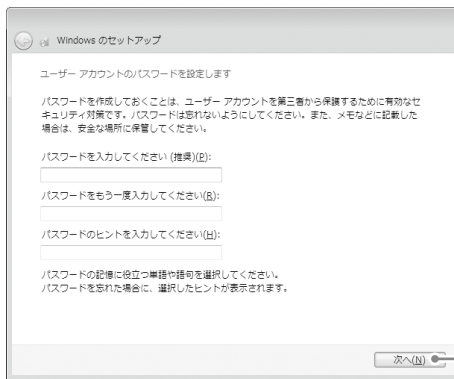 Windows のセットアップ
ユーザー アカウントのパスワードを設定します
パスワードを作成しておくことは、ユーザー アカウントを第三者から保護するために有効なセ
キュリティ対策です。パスワードは忘れないようにしてください。また、メモなどに記載した
場合は、安全な場所に保管してください。
パスワードを入力してください (推奨)(P):
パスワードをもう一度入力してください(R):
パスワードのヒントを入力してください(H):
パスワードの記憶に役立つ単語や語句を選択してください。
パスワードを忘れた場合に、選択したヒントが表示されます。
次へ(N)